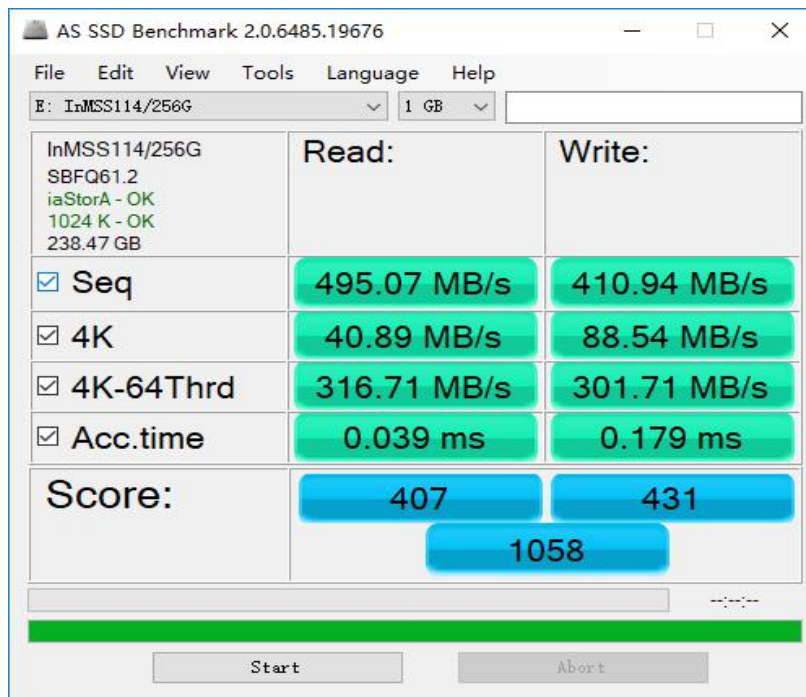 AS SSD Benchmark 2.0.6485.19676
File Edit View Tools Language Help
E: InMSS114/256G 1 GB
InMSS114/256G
SBFQ61.2
iaStorA - OK
1024 K - OK
238.47 GB
Read: Write:
Seq 495.07 MB/s 410.94 MB/s
4K 40.89 MB/s 88.54 MB/s
4K-64Thrd 316.71 MB/s 301.71 MB/s
Acc.time 0.039 ms 0.179 ms
Score: 407 431
1058
--:--:--
Start Abort